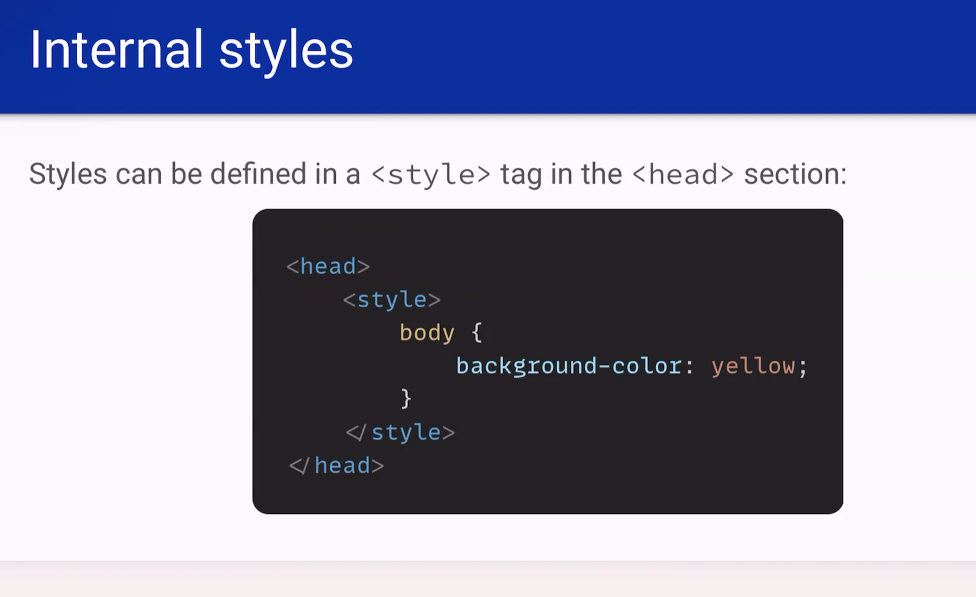 Internal styles
Styles can be defined in a <style> tag in the <head> section:
<head>
<style>
body {
background-color: yellow;
}
</style>
</head>